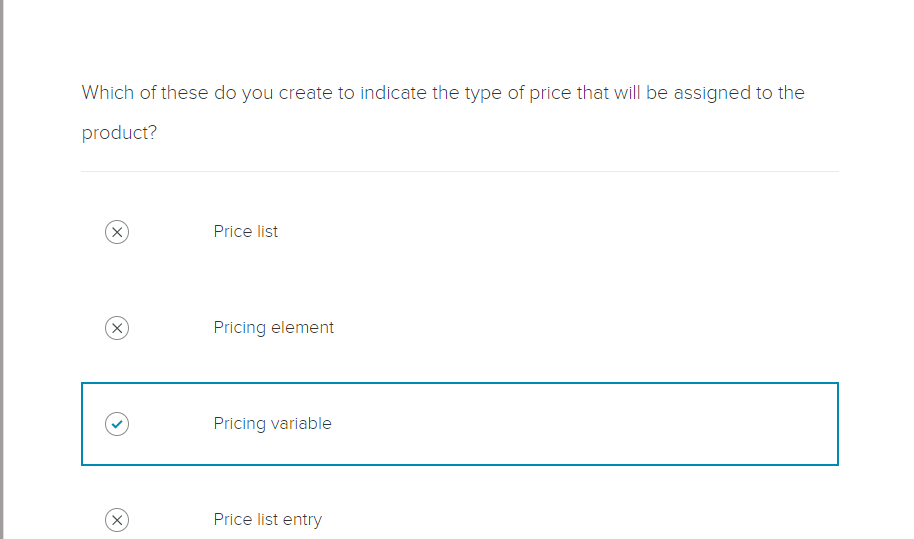 Which of these do you create to indicate the type of price that will be assigned to the
product?
Price list
Pricing element
Pricing variable
Price list entry